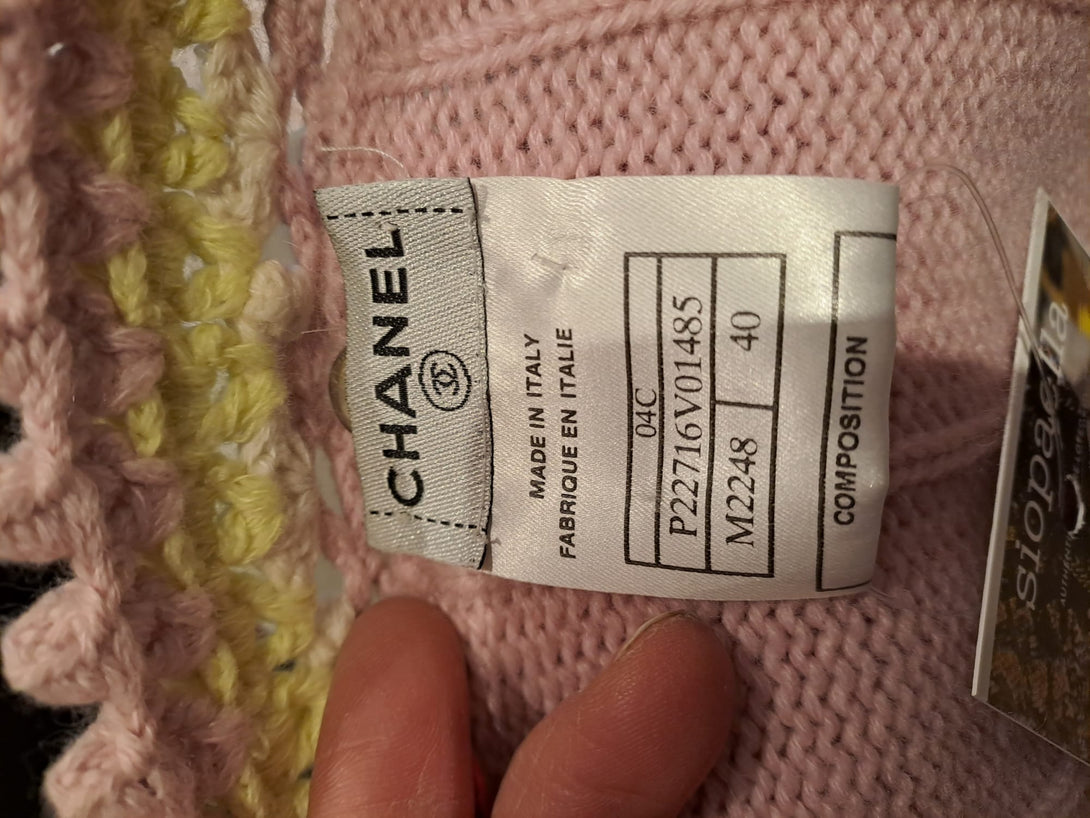 CHANEL
MADE IN ITALY
FABRIQUE EN ITALIE
04C
P22716V01485
M2248 40
COMPOSITION
siopaella